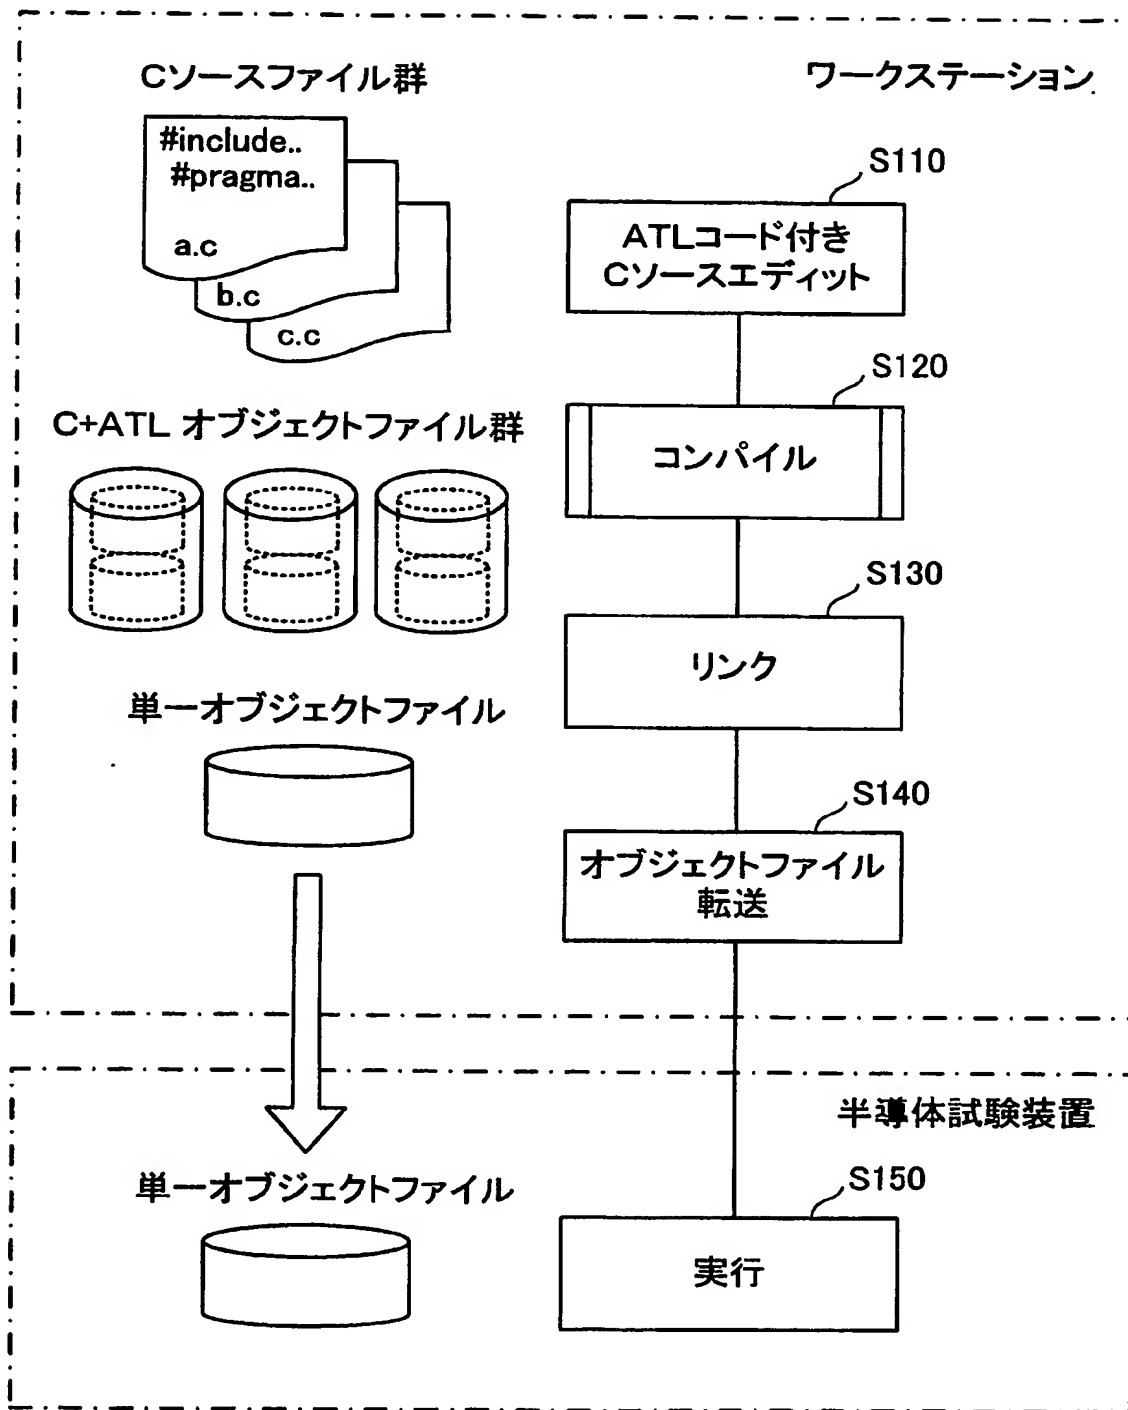 Cソースファイル群
ワークステーション
#include..
#pragma..
a.c
b.c
c.c
S110
ATLコード付き
Cソースエディット
S120
コンパイル
C+ATL オブジェクトファイル群
S130
リンク
単一オブジェクトファイル
S140
オブジェクトファイル
転送
半導体試験装置
単一オブジェクトファイル
S150
実行